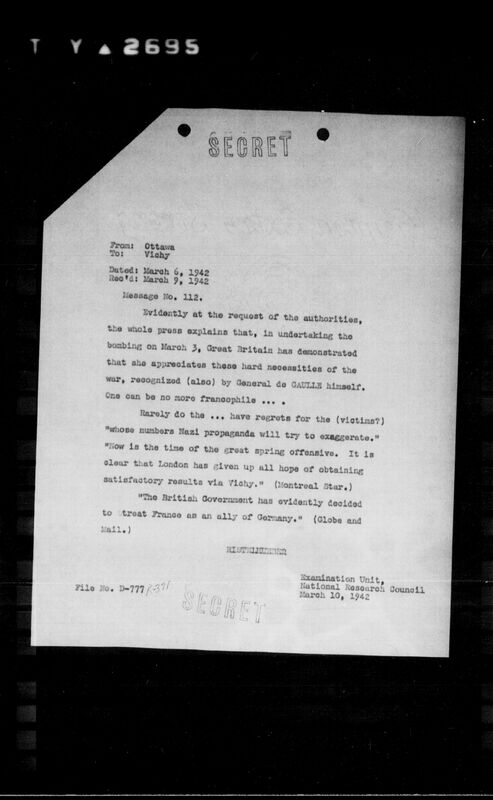 T Y ▲ 2695
SECRET
From: Ottawa
To: Vichy
Dated: March 6, 1942
Rec'd: March 9, 1942
Message No. 112.
Evidently at the request of the authorities,
the whole press explains that, in undertaking the
bombing on March 3, Great Britain has demonstrated
that she appreciates these hard necessities of the
war, recognized (also) by General de GAULLE himself.
One can be no more francophile ... .
Rarely do the ... have regrets for the (victims?)
"whose numbers Nazi propaganda will try to exaggerate."
"Now is the time of the great spring offensive. It is
clear that London has given up all hope of obtaining
satisfactory results via Vichy." (Montreal Star.)
"The British Government has evidently decided
to treat France as an ally of Germany." (Globe and
Mail.)
RISTELHUEBER
Examination Unit,
National Research Council
March 10, 1942
File No. D-777
SECRET